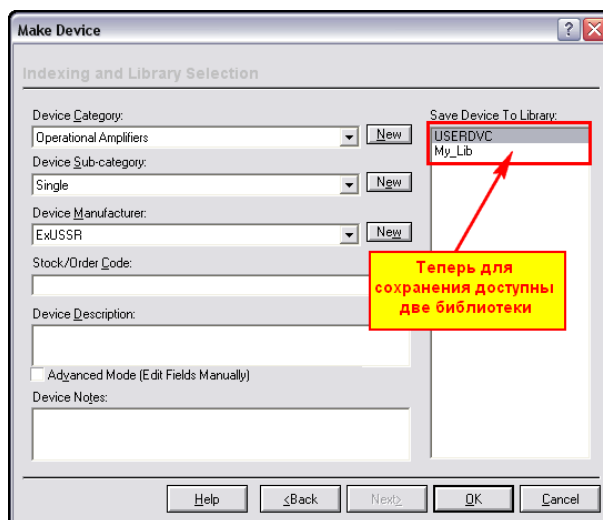 Make Device
Indexing and Library Selection
Device Category:
Operational Amplifiers
New
Device Sub-category:
Single
New
Device Manufacturer:
ExUSSR
New
Stock/Order Code:
Device Description:
Advanced Mode (Edit Fields Manually)
Device Notes:
Save Device To Library:
USERDVC
My_Lib
Теперь для
сохранения доступны
две библиотеки
Help
<Back
Next>
OK
Cancel